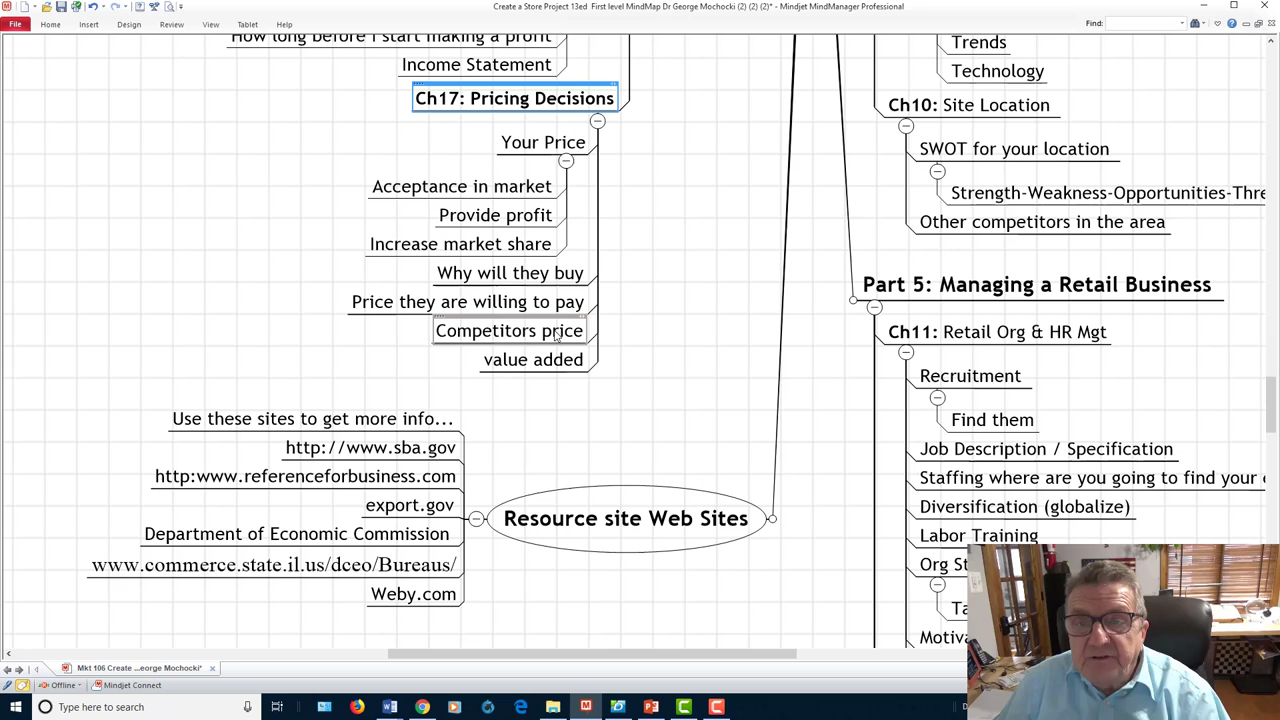 Create a Store Project 13ed First level MindMap Dr George Mochocki (2) (2) (2)* - Mindjet MindManager Professional
File Home Insert Design Review View Tablet Help
Find:
How long before I start making a profit
Income Statement
Ch17: Pricing Decisions
Your Price
Acceptance in market
Provide profit
Increase market share
Why will they buy
Price they are willing to pay
Competitors price
value added
Use these sites to get more info...
http://www.sba.gov
http:www.referenceforbusiness.com
export.gov
Department of Economic Commission
www.commerce.state.il.us/dceo/Bureaus/
Weby.com
Resource site Web Sites
Trends
Technology
Ch10: Site Location
SWOT for your location
Strength-Weakness-Opportunities-Thre
Other competitors in the area
Part 5: Managing a Retail Business
Ch11: Retail Org & HR Mgt
Recruitment
Find them
Job Description / Specification
Staffing where are you going to find your
Diversification (globalize)
Labor Training
Org St
Ta
Motiva
Mkt 106 Create ...eorge Mochocki*
Offline
Mindjet Connect
Type here to search